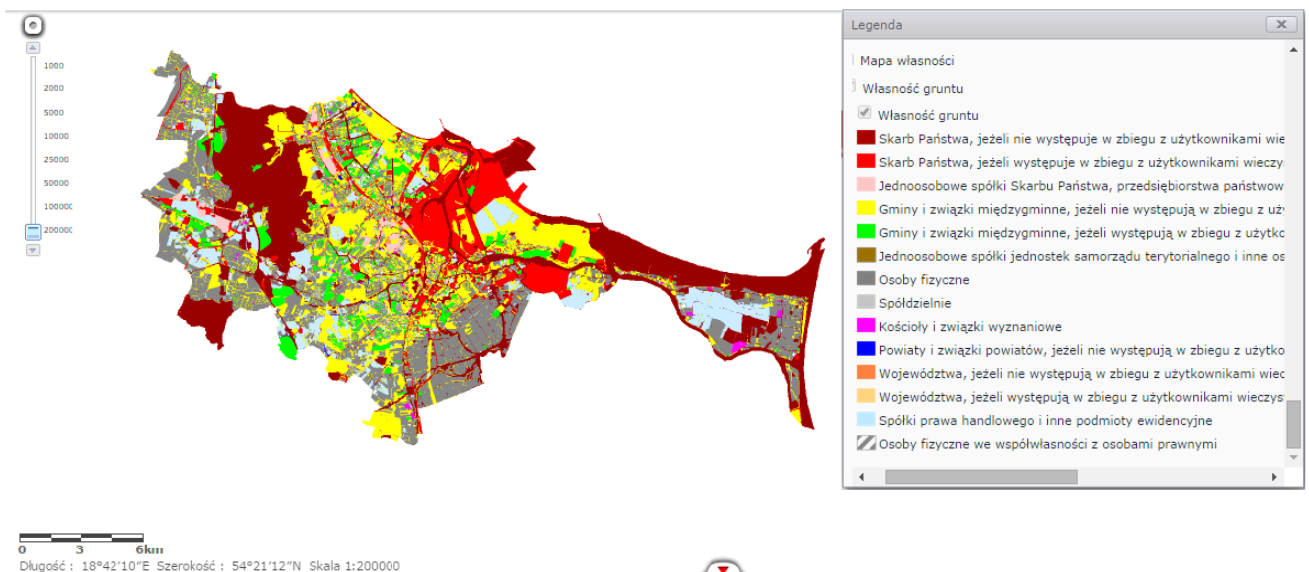 Legenda
Mapa własności
Własność gruntu
Własność gruntu
Skarb Państwa, jeżeli nie występuje w zbiegu z użytkownikami wie
Skarb Państwa, jeżeli występuje w zbiegu z użytkownikami wieczy
Jednoosobowe spółki Skarbu Państwa, przedsiębiorstwa państwow
Gminy i związki międzygminne, jeżeli nie występują w zbiegu z uż
Gminy i związki międzygminne, jeżeli występują w zbiegu z użytkc
Jednoosobowe spółki jednostek samorządu terytorialnego i inne os
Osoby fizyczne
Spółdzielnie
Kościoły i związki wyznaniowe
Powiaty i związki powiatów, jeżeli nie występują w zbiegu z użytko
Województwa, jeżeli nie występują w zbiegu z użytkownikami wiec
Województwa, jeżeli występują w zbiegu z użytkownikami wieczys
Spółki prawa handlowego i inne podmioty ewidencyjne
Osoby fizyczne we współwłasności z osobami prawnymi
1000
2000
5000
10000
25000
50000
100000
200000
0 3 6km
Długość : 18°42'10"E Szerokość : 54°21'12"N Skala 1:200000